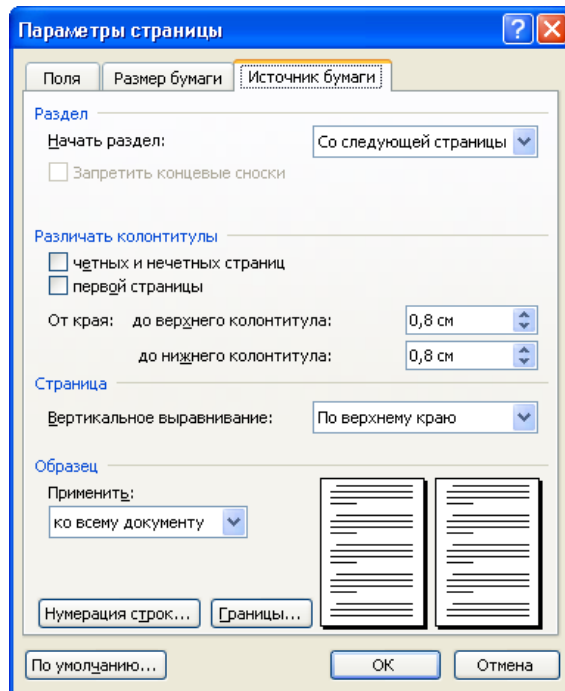 Параметры страницы
Поля Размер бумаги Источник бумаги
Раздел
Начать раздел: Со следующей страницы
Запретить концевые сноски
Различать колонтитулы
четных и нечетных страниц
первой страницы
От края: до верхнего колонтитула: 0,8 см
до нижнего колонтитула: 0,8 см
Страница
Вертикальное выравнивание: По верхнему краю
Образец
Применить:
ко всему документу
Нумерация строк... Границы...
По умолчанию... ОК Отмена